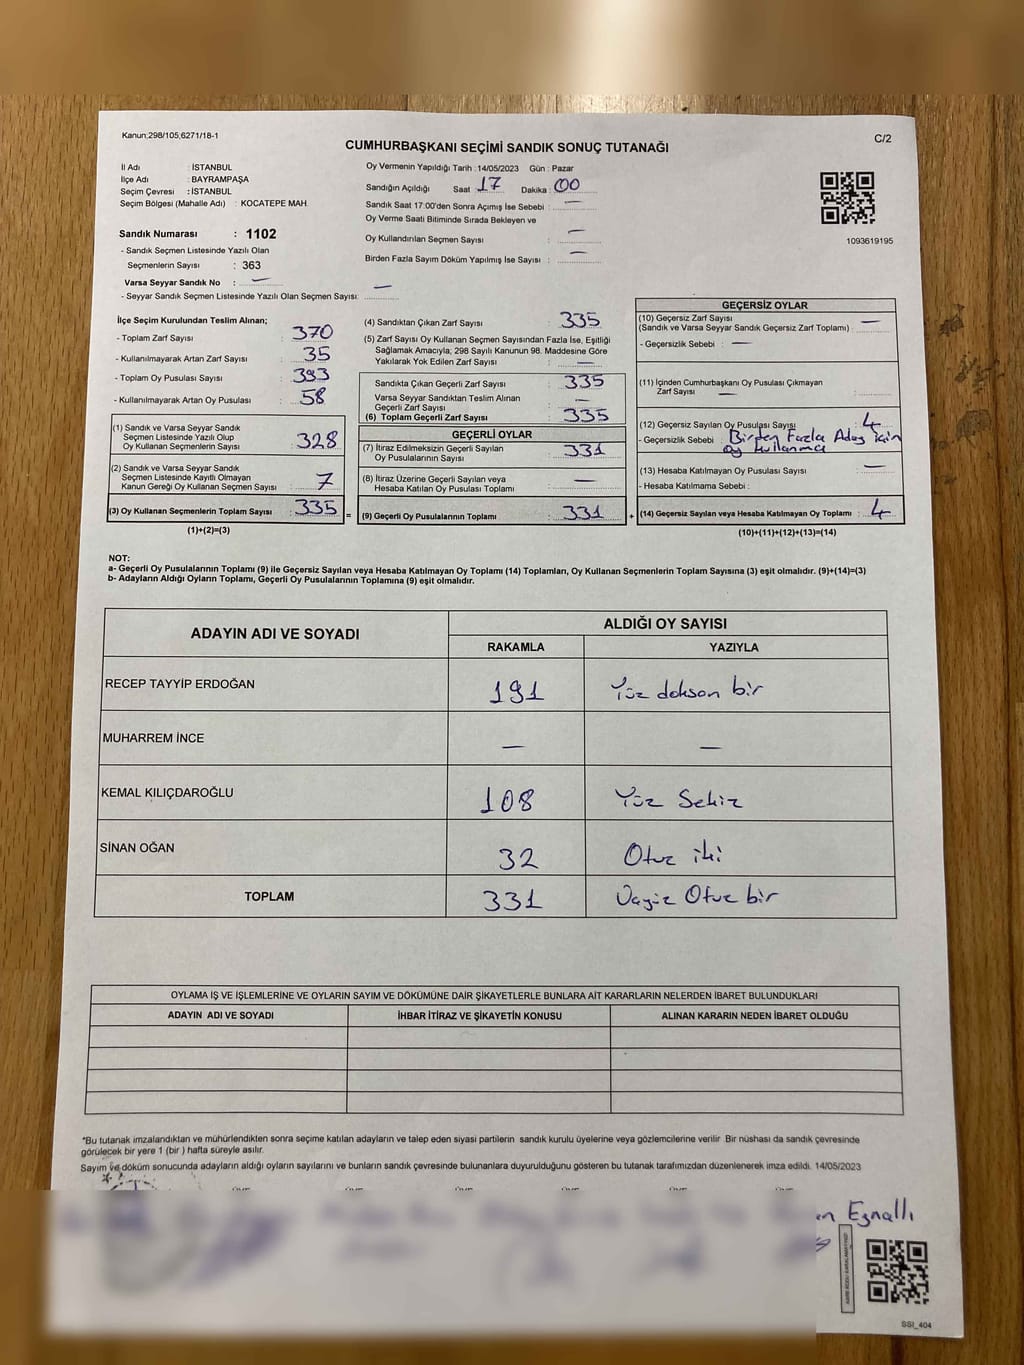 Kanun;298/105;6271/18-1
C/2
CUMHURBAŞKANI SEÇİMİ SANDIK SONUÇ TUTANAĞI
İl Adı : İSTANBUL
İlçe Adı : BAYRAMPAŞA
Seçim Çevresi : İSTANBUL
Seçim Bölgesi (Mahalle Adı) : KOCATEPE MAH.
Sandık Numarası : 1102
- Sandık Seçmen Listesinde Yazılı Olan
Seçmenlerin Sayısı : 363
Varsa Seyyar Sandık No : —
- Seyyar Sandık Seçmen Listesinde Yazılı Olan Seçmen Sayısı: —
Oy Vermenin Yapıldığı Tarih : 14/05/2023 Gün : Pazar
Sandığın Açıldığı Saat : 17 Dakika : 00
Sandık Saat 17:00'den Sonra Açımış İse Sebebi : —
Oy Verme Saati Bitiminde Sırada Bekleyen ve
Oy Kullandırılan Seçmen Sayısı : —
Birden Fazla Sayım Döküm Yapılmış İse Sayısı : —
1093619195
İlçe Seçim Kurulundan Teslim Alınan;
- Toplam Zarf Sayısı : 370
- Kullanılmayarak Artan Zarf Sayısı : 35
- Toplam Oy Pusulası Sayısı : 393
- Kullanılmayarak Artan Oy Pusulası : 58
(1) Sandık ve Varsa Seyyar Sandık
Seçmen Listesinde Yazılı Olup
Oy Kullanan Seçmenlerin Sayısı : 328
(2) Sandık ve Varsa Seyyar Sandık
Seçmen Listesinde Kayıtlı Olmayan
Kanun Gereği Oy Kullanan Seçmen Sayısı : 7
(3) Oy Kullanan Seçmenlerin Toplam Sayısı : 335 =
(1)+(2)=(3)
(4) Sandıktan Çıkan Zarf Sayısı : 335
(5) Zarf Sayısı Oy Kullanan Seçmen Sayısından Fazla İse, Eşitliği
Sağlamak Amacıyla; 298 Sayılı Kanunun 98. Maddesine Göre
Yakılarak Yok Edilen Zarf Sayısı : —
Sandıkta Çıkan Geçerli Zarf Sayısı : 335
Varsa Seyyar Sandıktan Teslim Alınan
Geçerli Zarf Sayısı : —
(6) Toplam Geçerli Zarf Sayısı : 335
GEÇERLİ OYLAR
(7) İtiraz Edilmeksizin Geçerli Sayılan
Oy Pusulalarının Sayısı : 331
(8) İtiraz Üzerine Geçerli Sayılan veya
Hesaba Katılan Oy Pusulası Toplamı : —
(9) Geçerli Oy Pusulalarının Toplamı : 331 +
GEÇERSİZ OYLAR
(10) Geçersiz Zarf Sayısı
(Sandık ve Varsa Seyyar Sandık Geçersiz Zarf Toplamı) : —
- Geçersizlik Sebebi : —
(11) İçinden Cumhurbaşkanı Oy Pusulası Çıkmayan
Zarf Sayısı : —
(12) Geçersiz Sayılan Oy Pusulası Sayısı : 4
- Geçersizlik Sebebi : Birden Fazla Aday için
oy kullanma
(13) Hesaba Katılmayan Oy Pusulası Sayısı : —
- Hesaba Katılmama Sebebi :
(14) Geçersiz Sayılan veya Hesaba Katılmayan Oy Toplamı : 4
(10)+(11)+(12)+(13)=(14)
NOT:
a- Geçerli Oy Pusulalarının Toplamı (9) ile Geçersiz Sayılan veya Hesaba Katılmayan Oy Toplamı (14) Toplamları, Oy Kullanan Seçmenlerin Toplam Sayısına (3) eşit olmalıdır. (9)+(14)=(3)
b- Adayların Aldığı Oyların Toplamı, Geçerli Oy Pusulalarının Toplamına (9) eşit olmalıdır.
ADAYIN ADI VE SOYADI ALDIĞI OY SAYISI
RAKAMLA YAZIYLA
RECEP TAYYİP ERDOĞAN 191 Yüz doksan bir
MUHARREM İNCE — —
KEMAL KILIÇDAROĞLU 108 Yüz Sekiz
SİNAN OĞAN 32 Otuz iki
TOPLAM 331 Üçyüz Otuz bir
OYLAMA İŞ VE İŞLEMLERİNE VE OYLARIN SAYIM VE DÖKÜMÜNE DAİR ŞİKAYETLERLE BUNLARA AİT KARARLARIN NELERDEN İBARET BULUNDUKLARI
ADAYIN ADI VE SOYADI İHBAR İTİRAZ VE ŞİKAYETİN KONUSU ALINAN KARARIN NEDEN İBARET OLDUĞU
*Bu tutanak imzalandıktan ve mühürlendikten sonra seçime katılan adayların ve talep eden siyasi partilerin sandık kurulu üyelerine veya gözlemcilerine verilir. Bir nüshası da sandık çevresinde
görülecek bir yere 1 (bir ) hafta süreyle asılır.
Sayım ve döküm sonucunda adayların aldığı oyların sayılarını ve bunların sandık çevresinde bulunanlara duyurulduğunu gösteren bu tutanak tarafımızdan düzenlenerek imza edildi. 14/05/2023
SSI_404